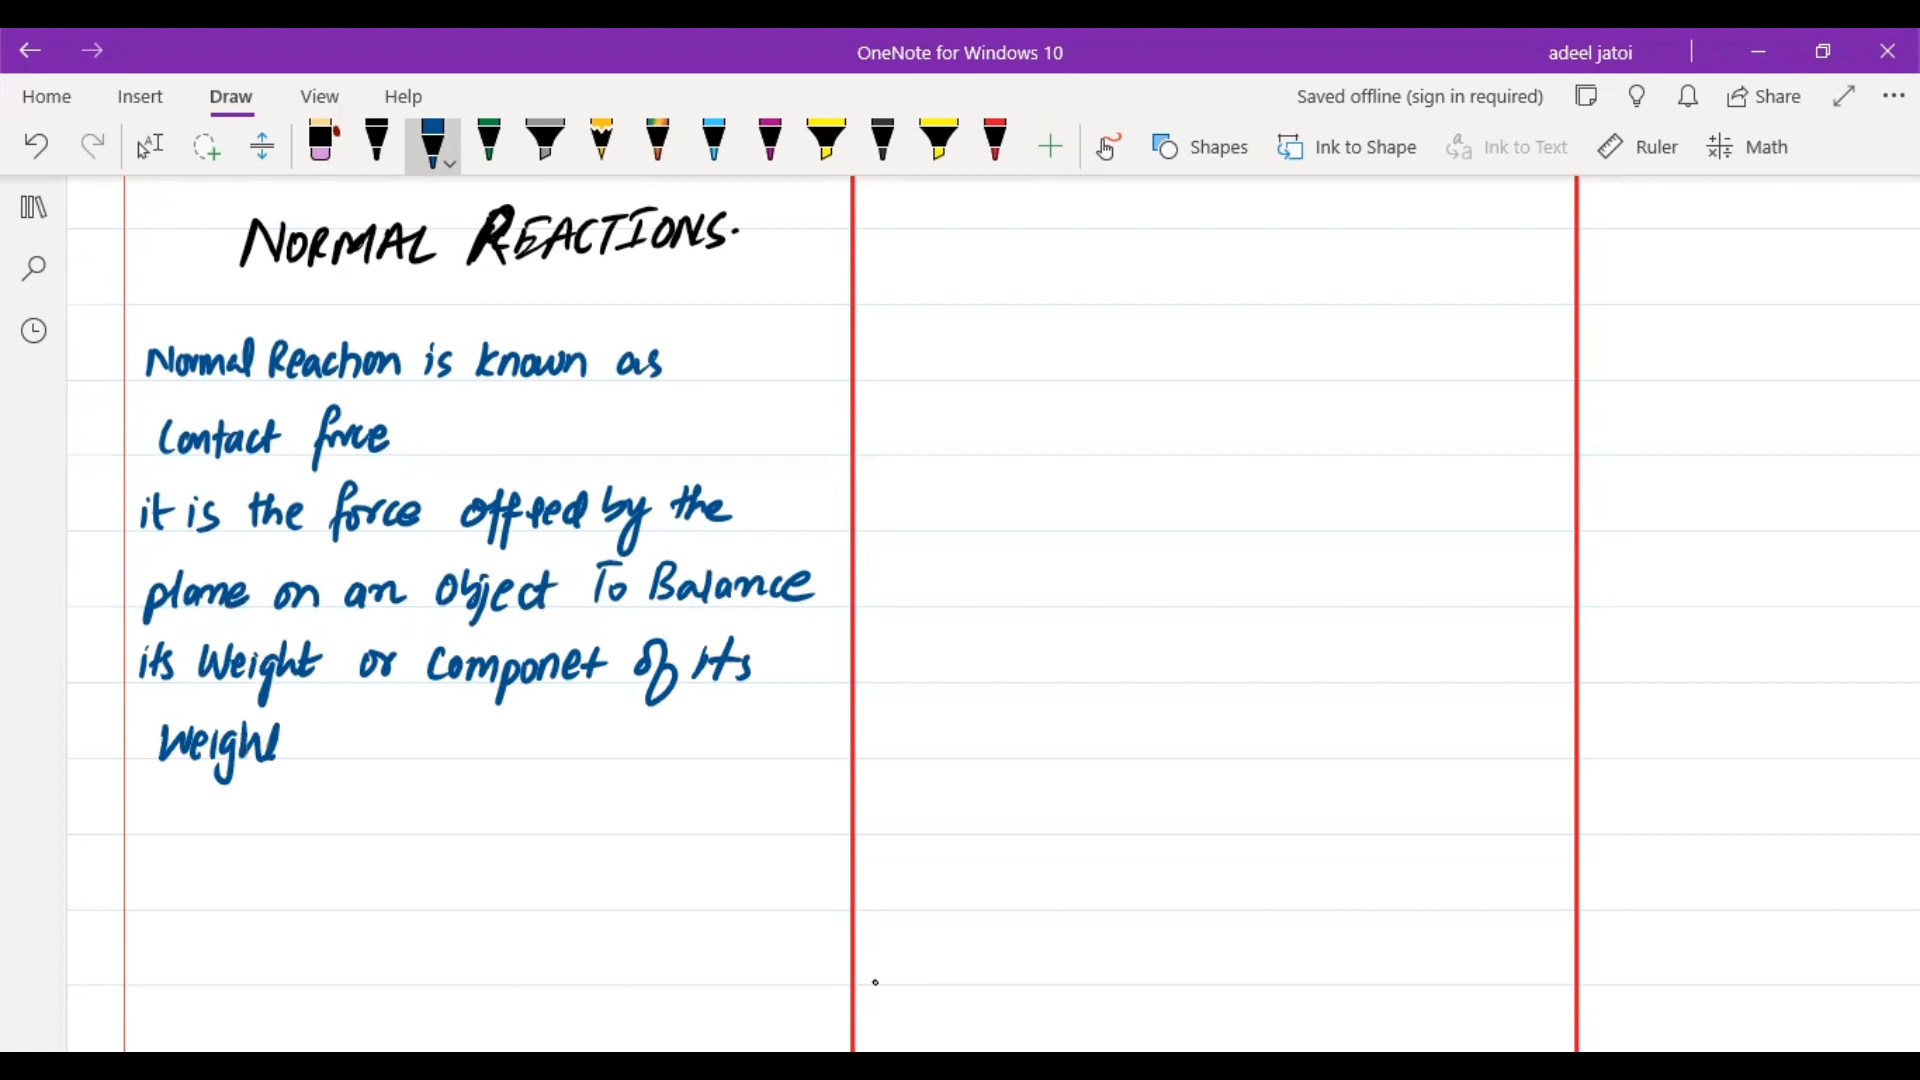 OneNote for Windows 10
adeel jatoi
Home Insert Draw View Help
Saved offline (sign in required) Share
Shapes Ink to Shape Ink to Text Ruler Math
NORMAL REACTIONS.
Normal Reaction is known as
Contact force
it is the force offeed by the
plane on an object To Balance
its Weight or componet of its
Weight